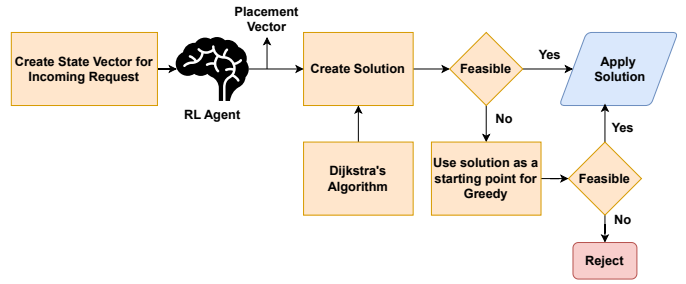 Placement
Vector
Create State Vector for
Incoming Request
RL Agent
Create Solution
Feasible
Yes
Apply
Solution
No
Yes
Dijkstra's
Algorithm
Use solution as a
starting point for
Greedy
Feasible
No
Reject